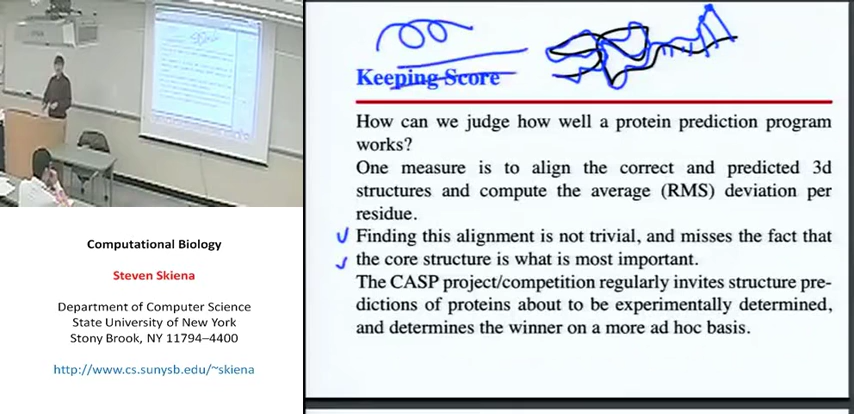 Computational Biology
Steven Skiena
Department of Computer Science
State University of New York
Stony Brook, NY 11794–4400
http://www.cs.sunysb.edu/~skiena
Keeping Score
How can we judge how well a protein prediction program
works?
One measure is to align the correct and predicted 3d
structures and compute the average (RMS) deviation per
residue.
Finding this alignment is not trivial, and misses the fact that
the core structure is what is most important.
The CASP project/competition regularly invites structure pre-
dictions of proteins about to be experimentally determined,
and determines the winner on a more ad hoc basis.